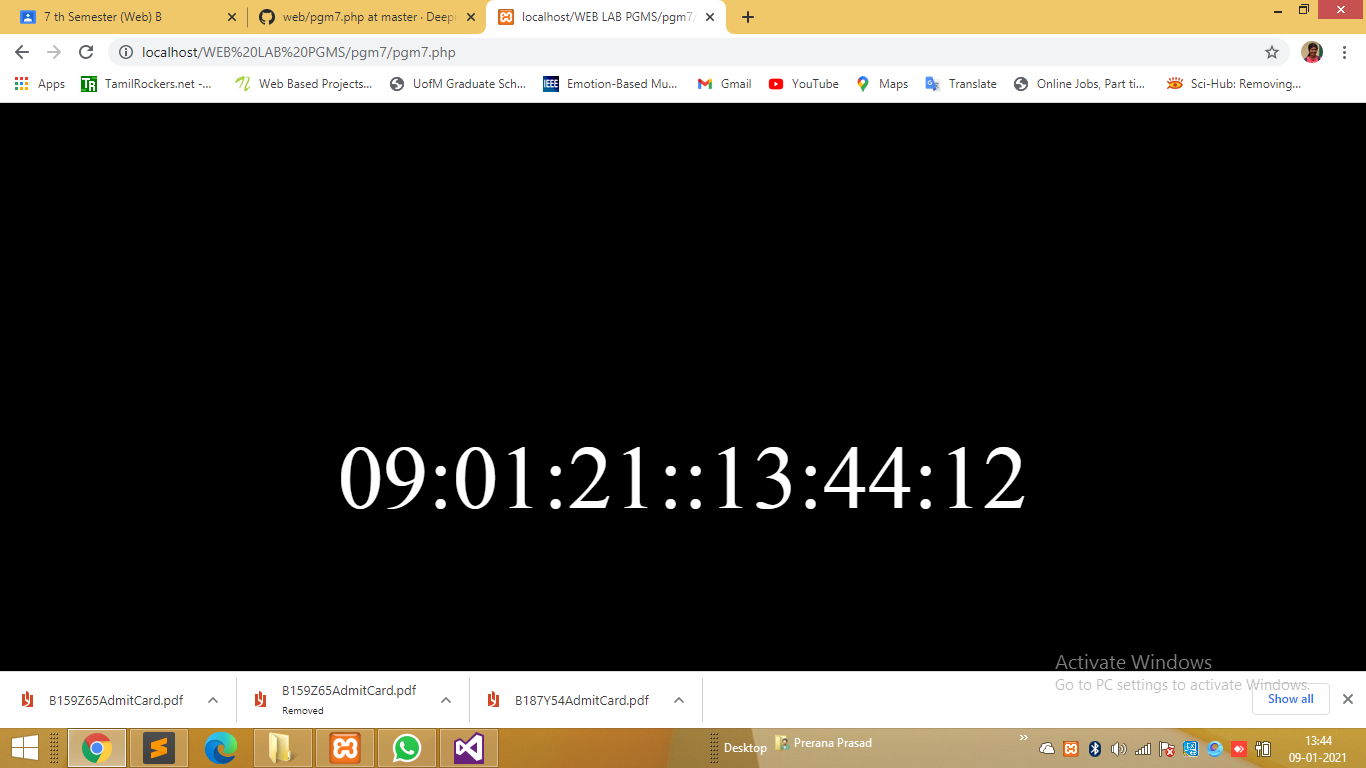 7 th Semester (Web) B
web/pgm7.php at master · Deep
localhost/WEB LAB PGMS/pgm7/
localhost/WEB%20LAB%20PGMS/pgm7/pgm7.php
Apps
TR TamilRockers.net -...
Web Based Projects...
UofM Graduate Sch...
IEEE Emotion-Based Mu...
Gmail
YouTube
Maps
Translate
Online Jobs, Part ti...
Sci-Hub: Removing...
09:01:21::13:44:12
Activate Windows
Go to PC settings to activate Windows.
B159Z65AdmitCard.pdf
B159Z65AdmitCard.pdf
Removed
B187Y54AdmitCard.pdf
Show all
Desktop
Prerana Prasad
13:44
09-01-2021